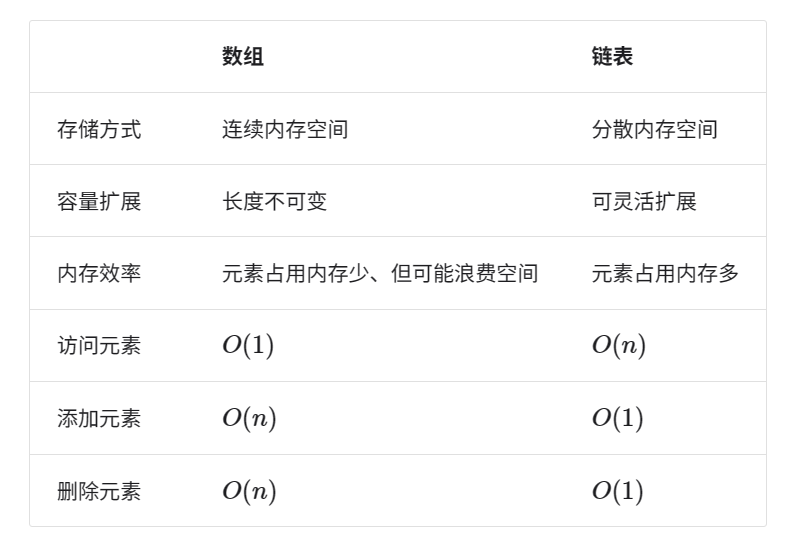 数组 链表
存储方式 连续内存空间 分散内存空间
容量扩展 长度不可变 可灵活扩展
内存效率 元素占用内存少、但可能浪费空间 元素占用内存多
访问元素 O(1) O(n)
添加元素 O(n) O(1)
删除元素 O(n) O(1)